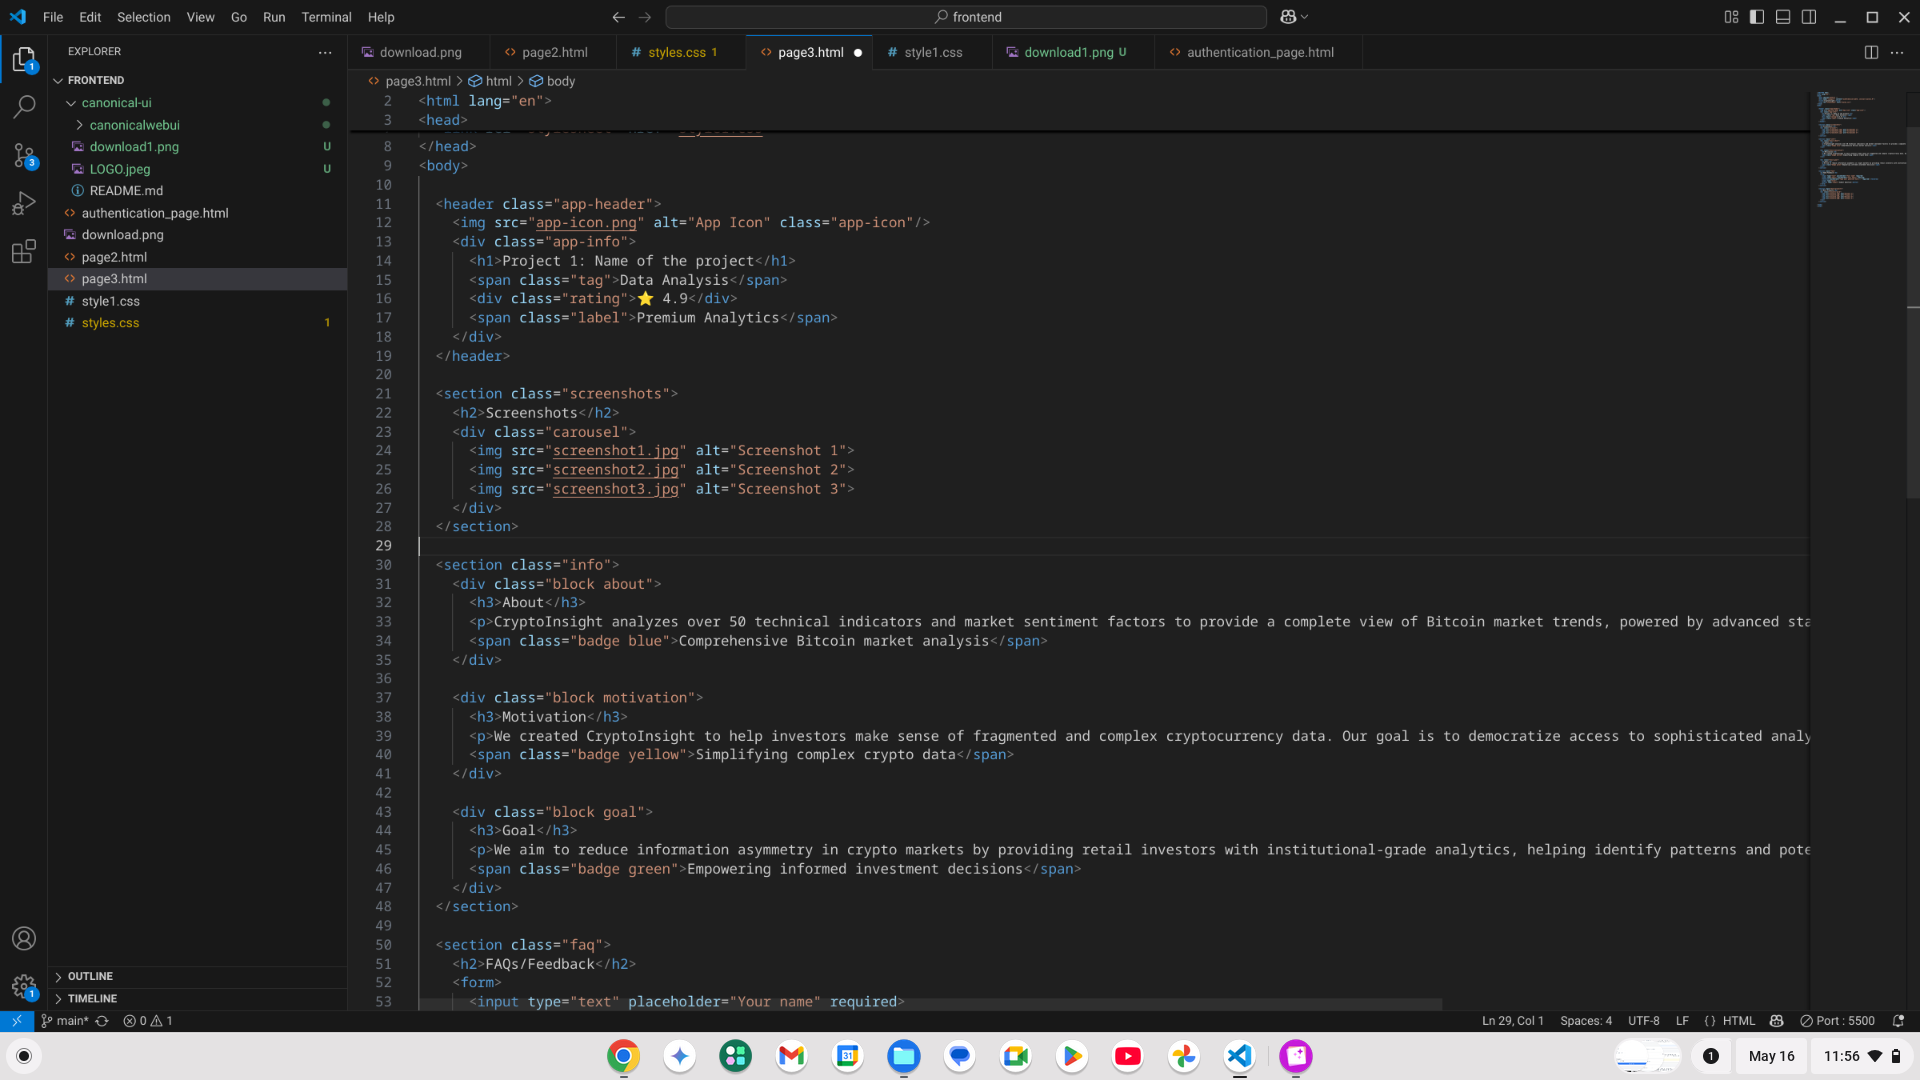 File Edit Selection View Go Run Terminal Help
frontend
EXPLORER
FRONTEND
canonical-ui
canonicalwebui
download1.png U
LOGO.jpeg U
README.md
authentication_page.html
download.png
page2.html
page3.html
style1.css
styles.css 1
OUTLINE
TIMELINE
1
3
1
download.png page2.html styles.css 1 page3.html style1.css download1.png U authentication_page.html
page3.html > html > body
2 <html lang="en">
3 <head>
8 </head>
9 <body>
10
11 <header class="app-header">
12 <img src="app-icon.png" alt="App Icon" class="app-icon"/>
13 <div class="app-info">
14 <h1>Project 1: Name of the project</h1>
15 <span class="tag">Data Analysis</span>
16 <div class="rating">⭐ 4.9</div>
17 <span class="label">Premium Analytics</span>
18 </div>
19 </header>
20
21 <section class="screenshots">
22 <h2>Screenshots</h2>
23 <div class="carousel">
24 <img src="screenshot1.jpg" alt="Screenshot 1">
25 <img src="screenshot2.jpg" alt="Screenshot 2">
26 <img src="screenshot3.jpg" alt="Screenshot 3">
27 </div>
28 </section>
29
30 <section class="info">
31 <div class="block about">
32 <h3>About</h3>
33 <p>CryptoInsight analyzes over 50 technical indicators and market sentiment factors to provide a complete view of Bitcoin market trends, powered by advanced sta
34 <span class="badge blue">Comprehensive Bitcoin market analysis</span>
35 </div>
36
37 <div class="block motivation">
38 <h3>Motivation</h3>
39 <p>We created CryptoInsight to help investors make sense of fragmented and complex cryptocurrency data. Our goal is to democratize access to sophisticated analy
40 <span class="badge yellow">Simplifying complex crypto data</span>
41 </div>
42
43 <div class="block goal">
44 <h3>Goal</h3>
45 <p>We aim to reduce information asymmetry in crypto markets by providing retail investors with institutional-grade analytics, helping identify patterns and pote
46 <span class="badge green">Empowering informed investment decisions</span>
47 </div>
48 </section>
49
50 <section class="faq">
51 <h2>FAQs/Feedback</h2>
52 <form>
53 <input type="text" placeholder="Your name" required>
main* 0 1 Ln 29, Col 1 Spaces: 4 UTF-8 LF {} HTML Port : 5500
31
1 May 16 11:56